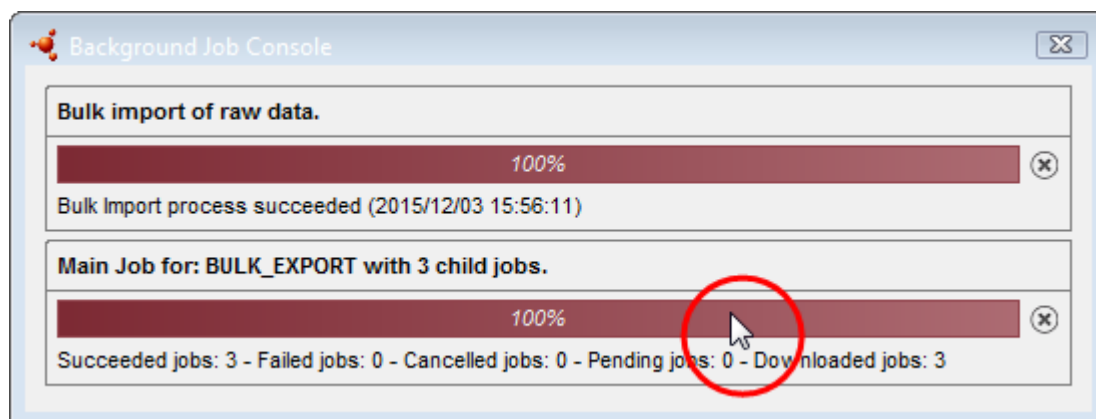 Background Job Console
Bulk import of raw data.
100%
Bulk Import process succeeded (2015/12/03 15:56:11)
Main Job for: BULK_EXPORT with 3 child jobs.
100%
Succeeded jobs: 3 - Failed jobs: 0 - Cancelled jobs: 0 - Pending jobs: 0 - Downloaded jobs: 3